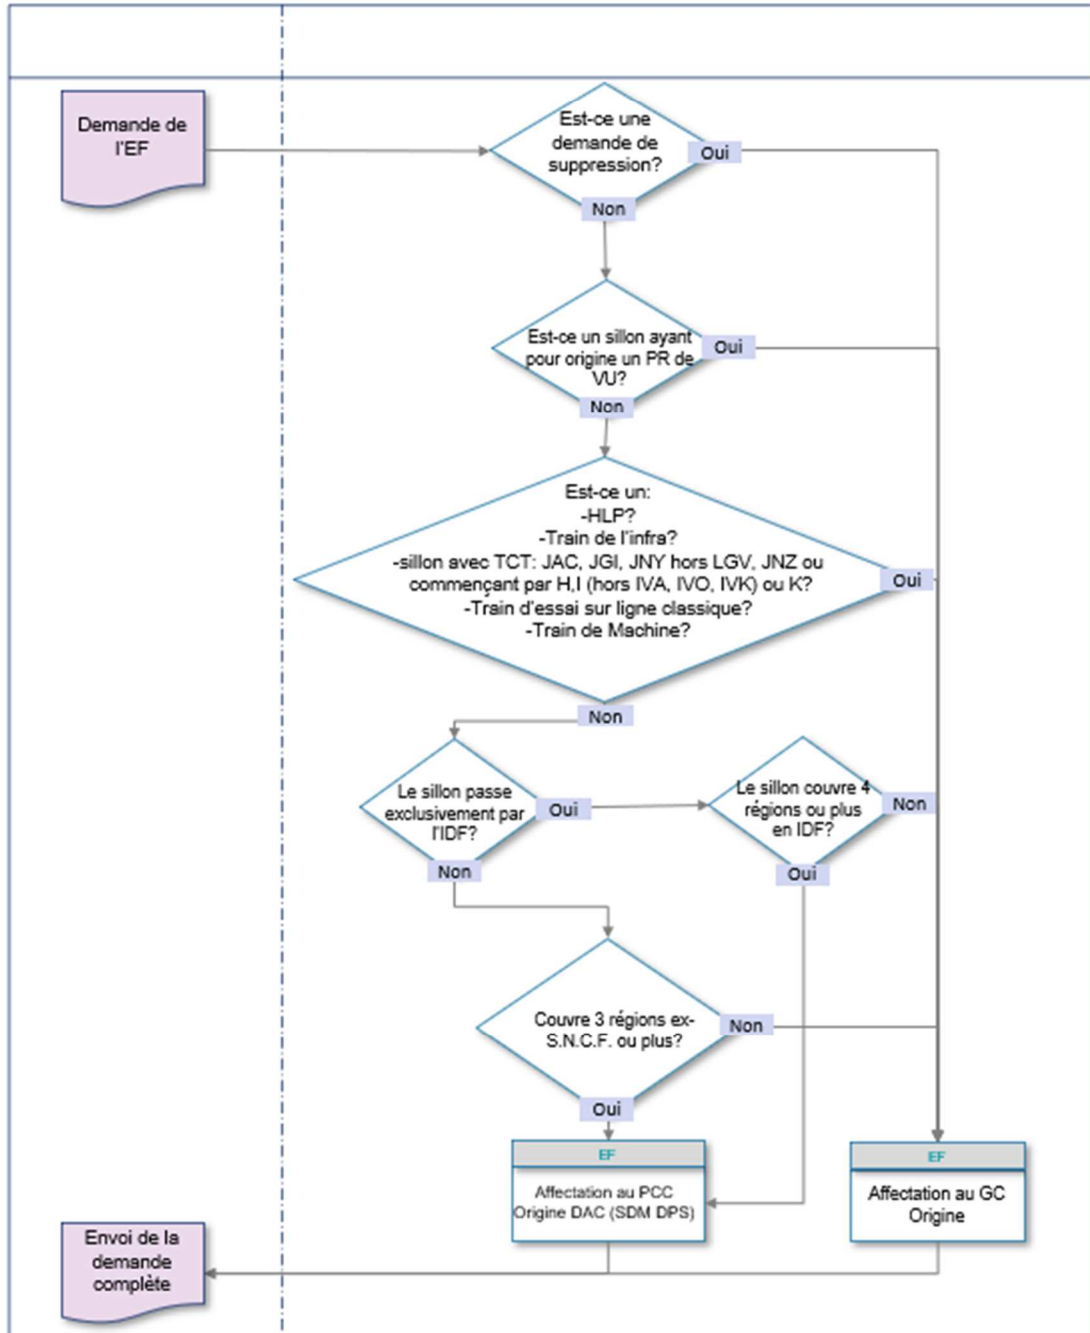 Demande de
l'EF
Est-ce une
demande de
suppression?
Oui
Non
Est-ce un sillon ayant
pour origine un PR de
VU?
Oui
Non
Est-ce un:
-HLP?
-Train de l'infra?
-sillon avec TCT: JAC, JGI, JNY hors LGV, JNZ ou
commençant par H,I (hors IVA, IVO, IVK) ou K?
-Train d'essai sur ligne classique?
-Train de Machine?
Oui
Non
Le sillon passe
exclusivement par
l'IDF?
Oui
Non
Le sillon couvre 4
régions ou plus
en IDF?
Non
Oui
Couvre 3 régions ex-
S.N.C.F. ou plus?
Non
Oui
EF
Affectation au PCC
Origine DAC (SDM DPS)
EF
Affectation au GC
Origine
Envoi de la
demande
complète